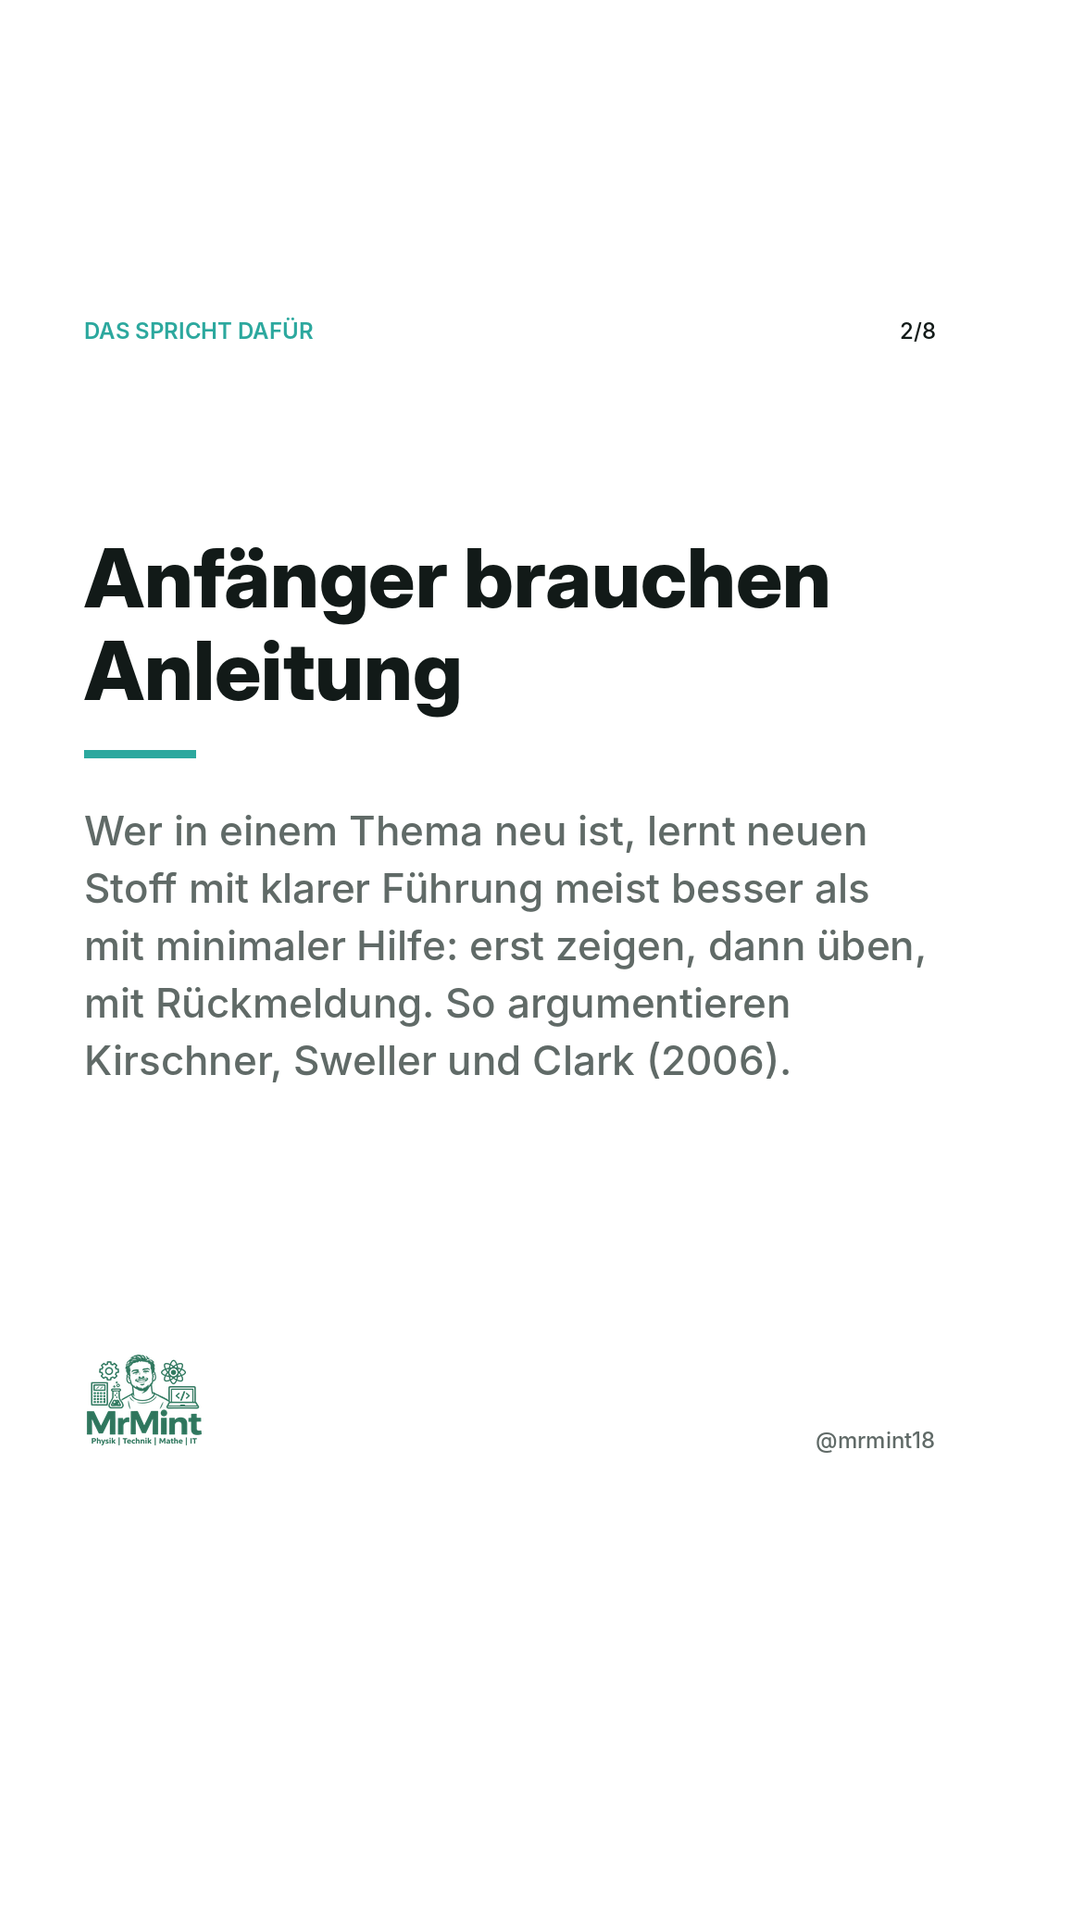 DAS SPRICHT DAFÜR
2/8
Anfänger brauchen
Anleitung
Wer in einem Thema neu ist, lernt neuen
Stoff mit klarer Führung meist besser als
mit minimaler Hilfe: erst zeigen, dann üben,
mit Rückmeldung. So argumentieren
Kirschner, Sweller und Clark (2006).
</>
MrMint
Physik | Technik | Mathe | IT
@mrmint18